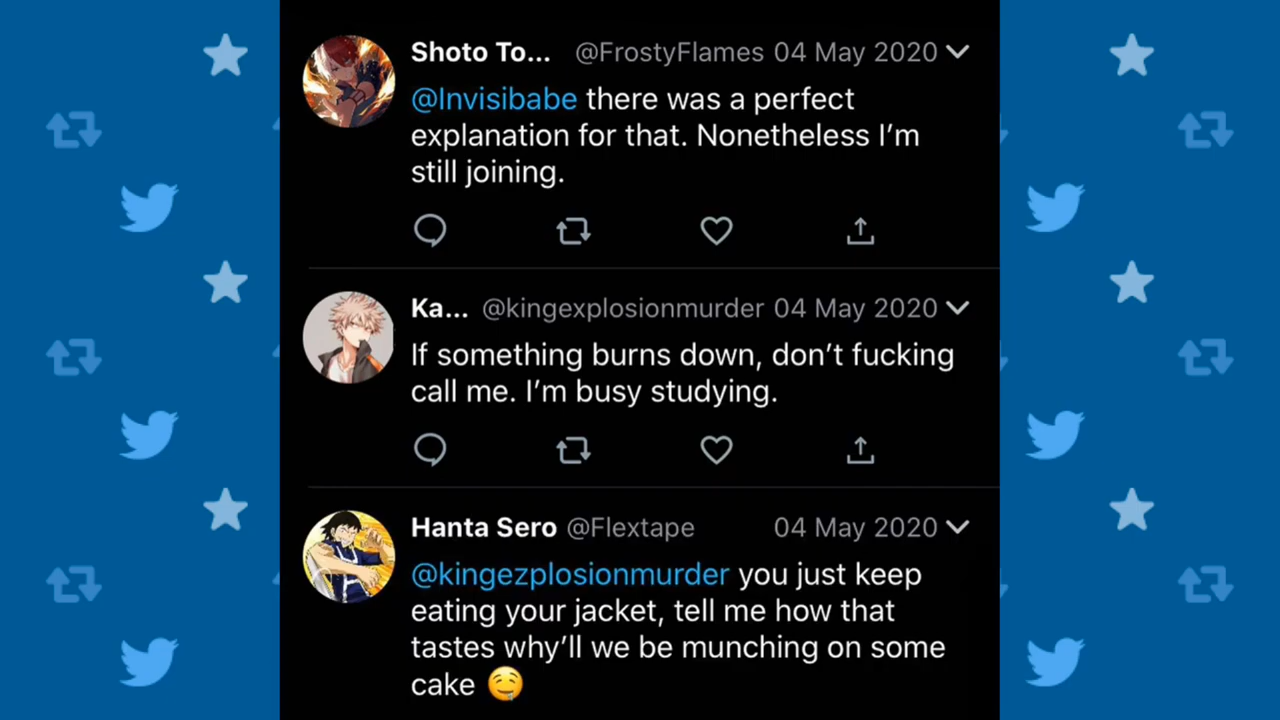 Shoto To... @FrostyFlames 04 May 2020
@Invisibabe there was a perfect
explanation for that. Nonetheless I’m
still joining.
Ka... @kingexplosionmurder 04 May 2020
If something burns down, don’t fucking
call me. I’m busy studying.
Hanta Sero @Flextape 04 May 2020
@kingezplosionmurder you just keep
eating your jacket, tell me how that
tastes why’ll we be munching on some
cake 🤤